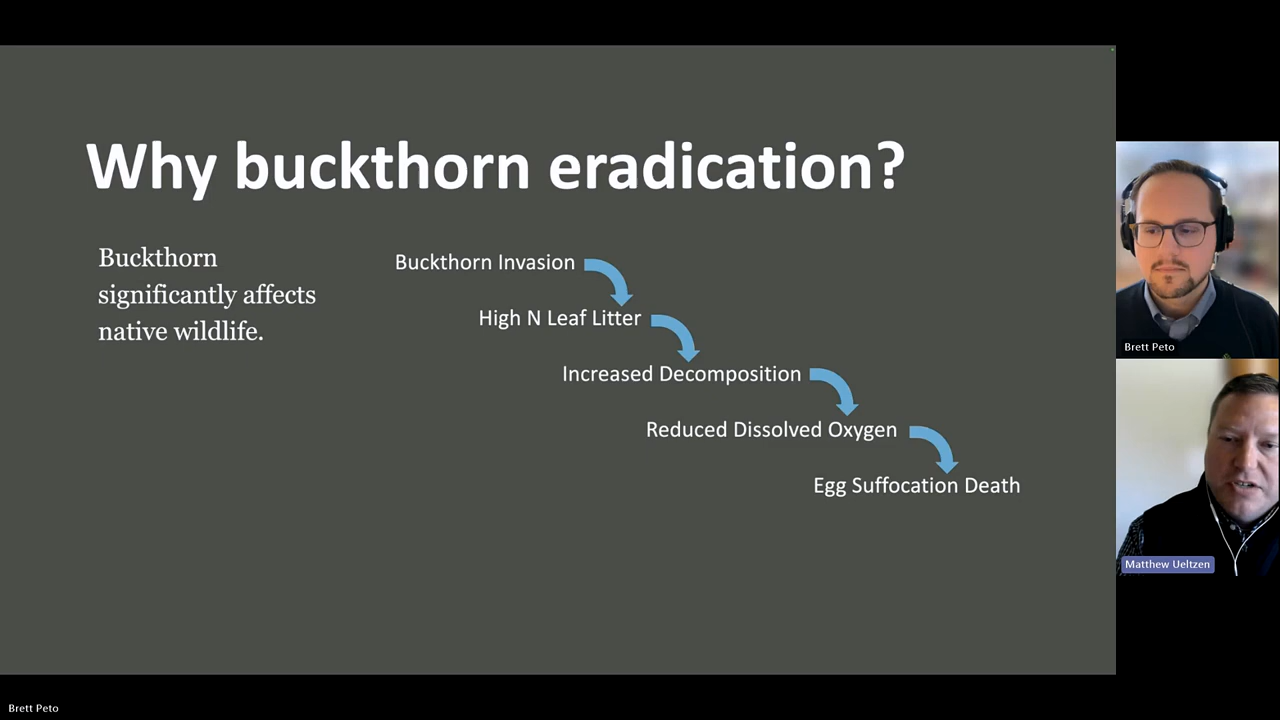 Why buckthorn eradication?
Buckthorn
significantly affects
native wildlife.
Buckthorn Invasion
High N Leaf Litter
Increased Decomposition
Reduced Dissolved Oxygen
Egg Suffocation Death
Brett Peto
Matthew Ueltzen
Brett Peto